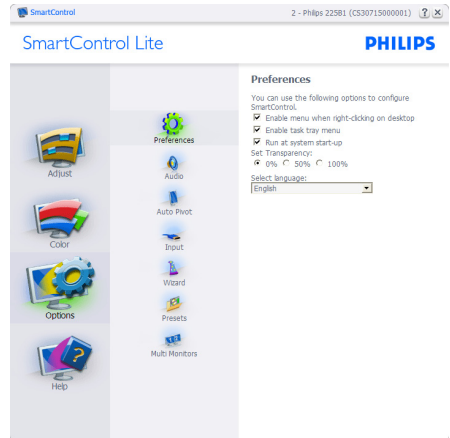 SmartControl
2 - Philips 225B1 (CS30715000001)
? X
SmartControl Lite
PHILIPS
Adjust
Color
Options
Help
Preferences
Audio
Auto Pivot
Input
Wizard
Presets
Multi Monitors
Preferences
You can use the following options to configure
SmartControl.
Enable menu when right-clicking on desktop
Enable task tray menu
Run at system start-up
Set Transparency:
0% 50% 100%
Select language:
English